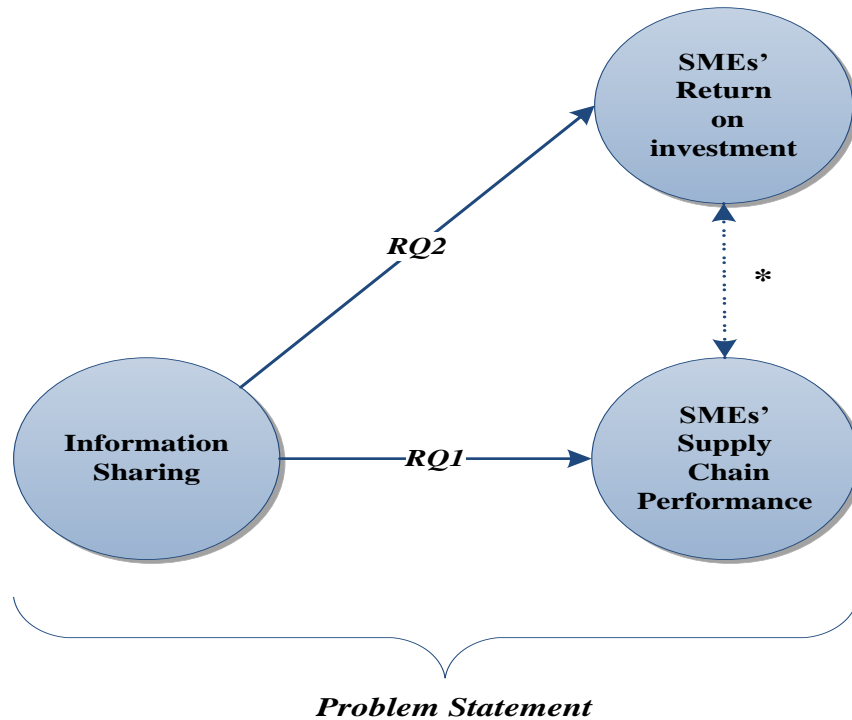 SMEs’
Return
on
investment
RQ2
*
Information
Sharing
RQ1
SMEs’
Supply
Chain
Performance
Problem Statement